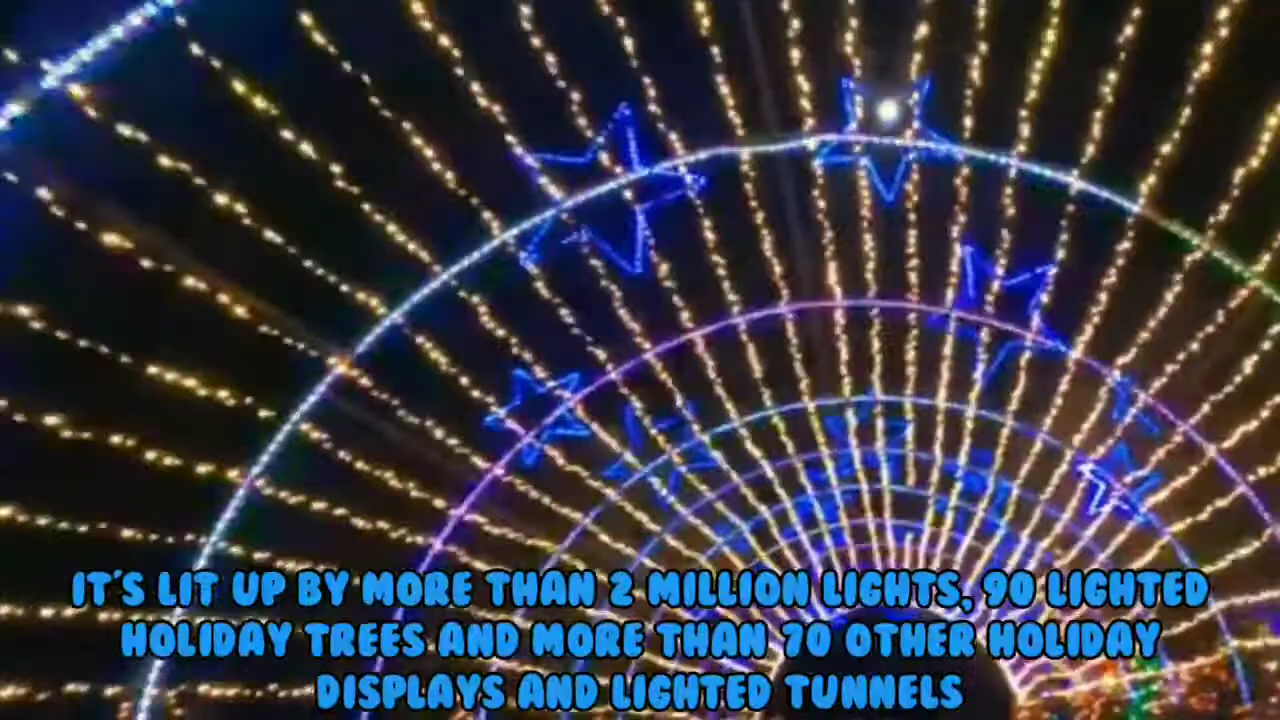 IT'S LIT UP BY MORE THAN 2 MILLION LIGHTS, 90 LIGHTED
HOLIDAY TREES AND MORE THAN 70 OTHER HOLIDAY
DISPLAYS AND LIGHTED TUNNELS